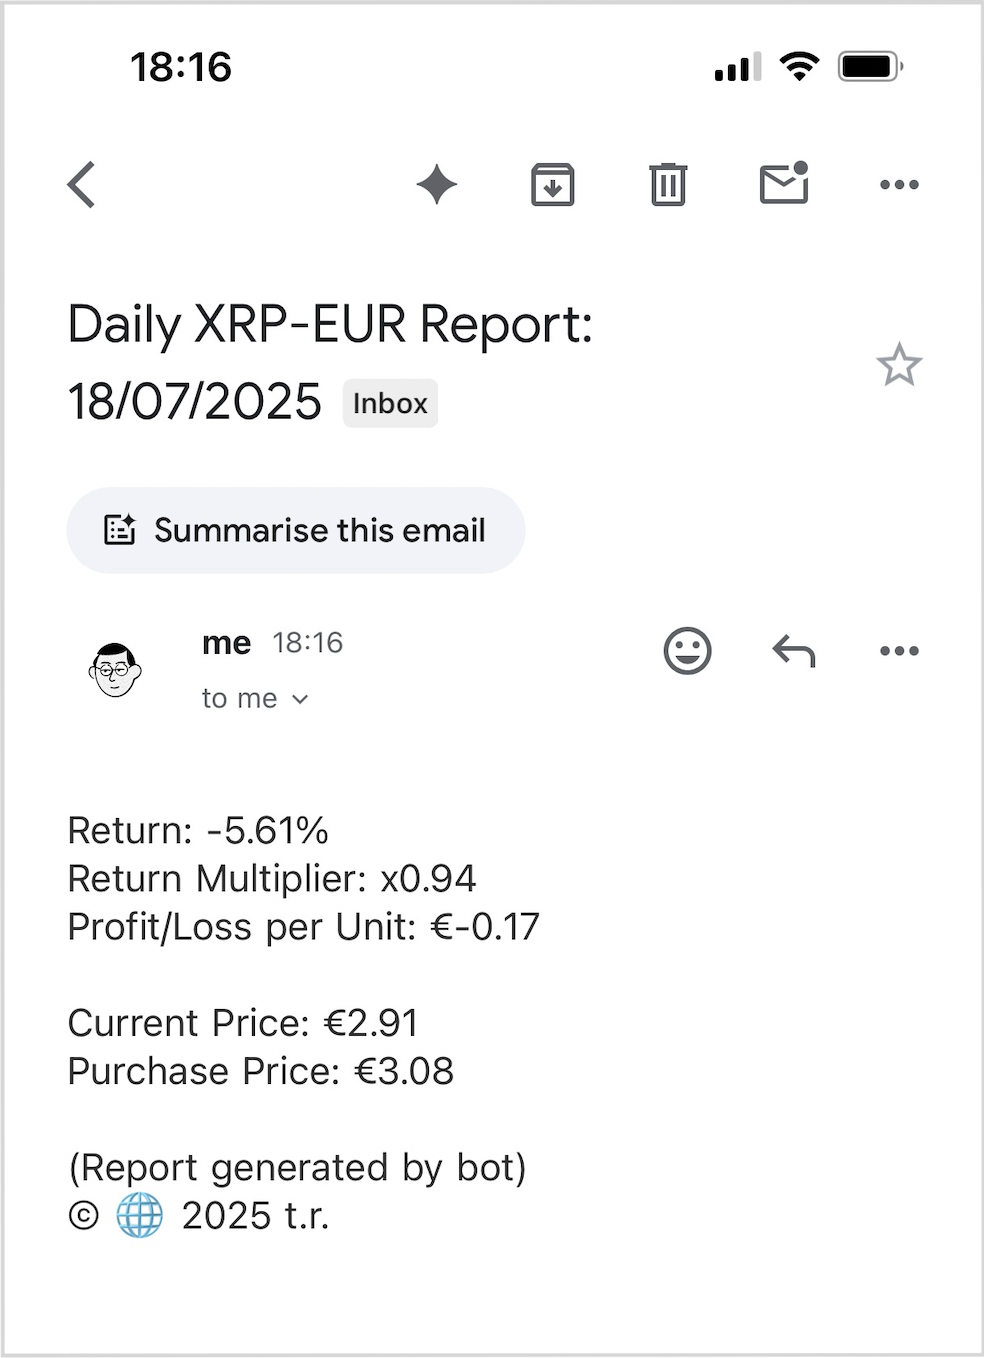 18:16
Daily XRP-EUR Report:
18/07/2025 Inbox
Summarise this email
me 18:16
to me
Return: -5.61%
Return Multiplier: x0.94
Profit/Loss per Unit: €-0.17
Current Price: €2.91
Purchase Price: €3.08
(Report generated by bot)
© 🌐 2025 t.r.